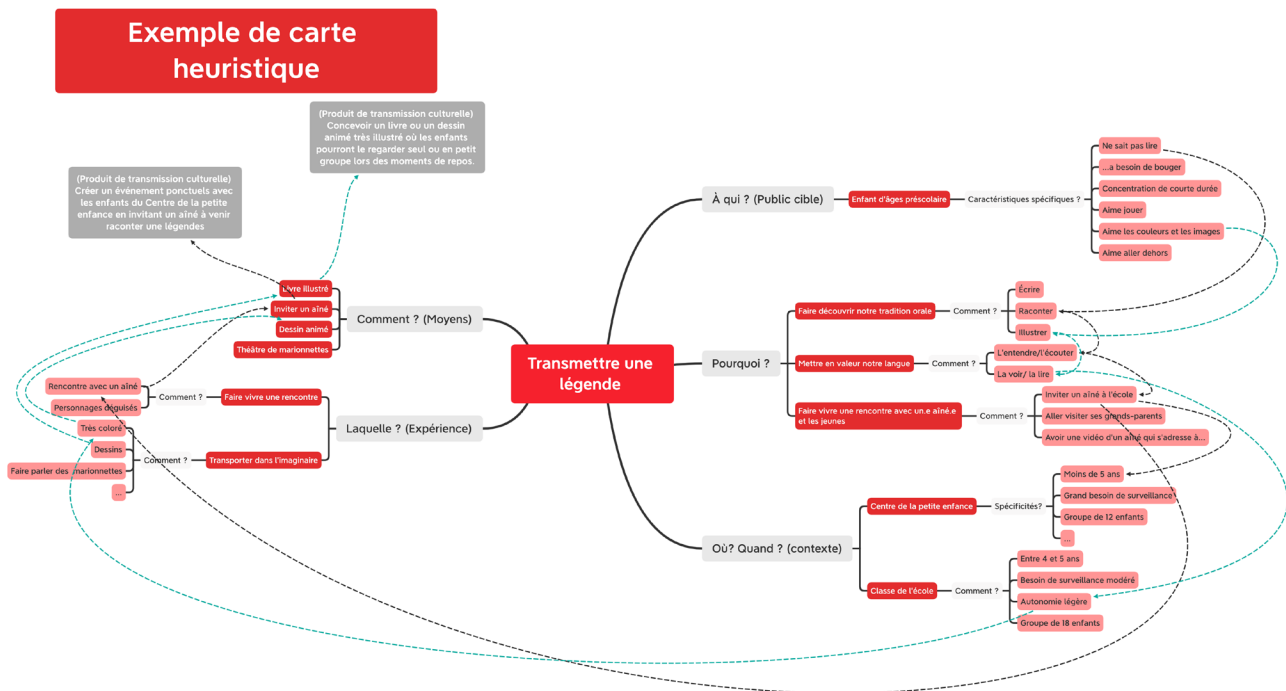 Exemple de carte
heuristique
(Produit de transmission culturelle)
Concevoir un livre ou un dessin
animé très illustré où les enfants
pourront le regarder seul ou en petit
groupe lors des moments de repos.
(Produit de transmission culturelle)
Créer un événement ponctuels avec
les enfants du Centre de la petite
enfance en invitant un aîné à venir
raconter une légendes
Transmettre une
légende
À qui ? (Public cible)
Enfant d'âges préscolaire
Caractéristiques spécifiques ?
Ne sait pas lire
...a besoin de bouger
Concentration de courte durée
Aime jouer
Aime les couleurs et les images
Aime aller dehors
Pourquoi ?
Faire découvrir notre tradition orale
Comment ?
Écrire
Raconter
Illustrer
Mettre en valeur notre langue
Comment ?
L'entendre/l'écouter
La voir/ la lire
Faire vivre une rencontre avec un.e aîné.e
et les jeunes
Comment ?
Inviter un aîné à l'école
Aller visiter ses grands-parents
Avoir une vidéo d'un aîné qui s'adresse à...
Où? Quand ? (contexte)
Centre de la petite enfance
Spécificités?
Moins de 5 ans
Grand besoin de surveillance
Groupe de 12 enfants
...
Classe de l'école
Comment ?
Entre 4 et 5 ans
Besoin de surveillance modéré
Autonomie légère
Groupe de 18 enfants
Comment ? (Moyens)
Livre illustré
Inviter un aîné
Dessin animé
Théâtre de marionnettes
Laquelle ? (Expérience)
Faire vivre une rencontre
Comment ?
Rencontre avec un aîné
Personnages déguisés
Transporter dans l'imaginaire
Comment ?
Très coloré
Dessins
Faire parler des marionnettes
...